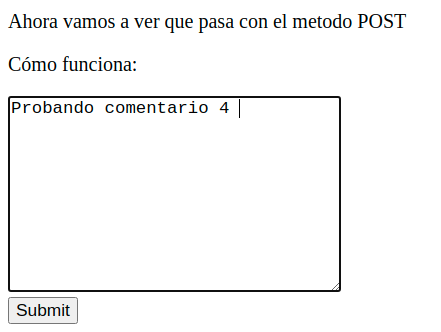 Ahora vamos a ver que pasa con el metodo POST
Cómo funciona:
Probando comentario 4
Submit